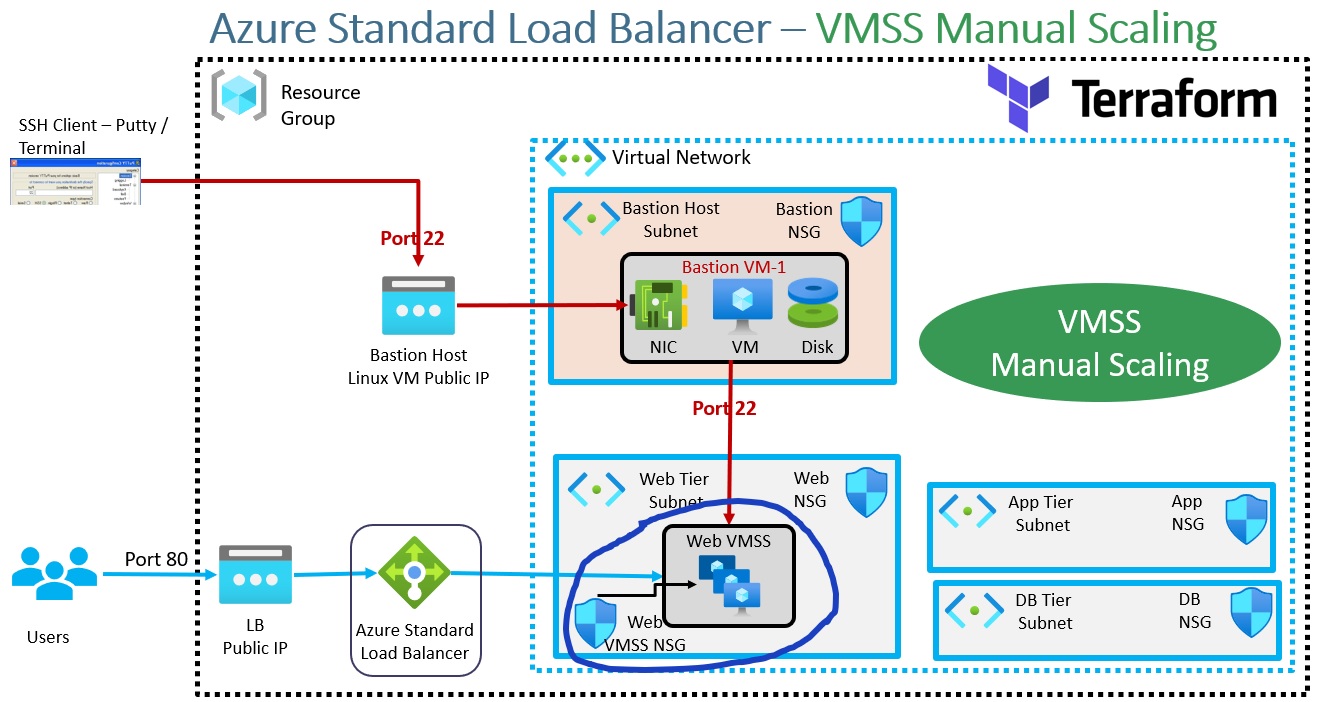 Azure Standard Load Balancer – VMSS Manual Scaling
Resource
Group
Terraform
SSH Client – Putty /
Terminal
Virtual Network
Bastion Host
Subnet
Bastion
NSG
Port 22
Bastion VM-1
NIC
VM
Disk
Bastion Host
Linux VM Public IP
VMSS
Manual Scaling
Port 22
Web Tier
Subnet
Web
NSG
App Tier
Subnet
App
NSG
Web VMSS
Port 80
Users
LB
Public IP
Azure Standard
Load Balancer
Web
VMSS NSG
DB Tier
Subnet
DB
NSG